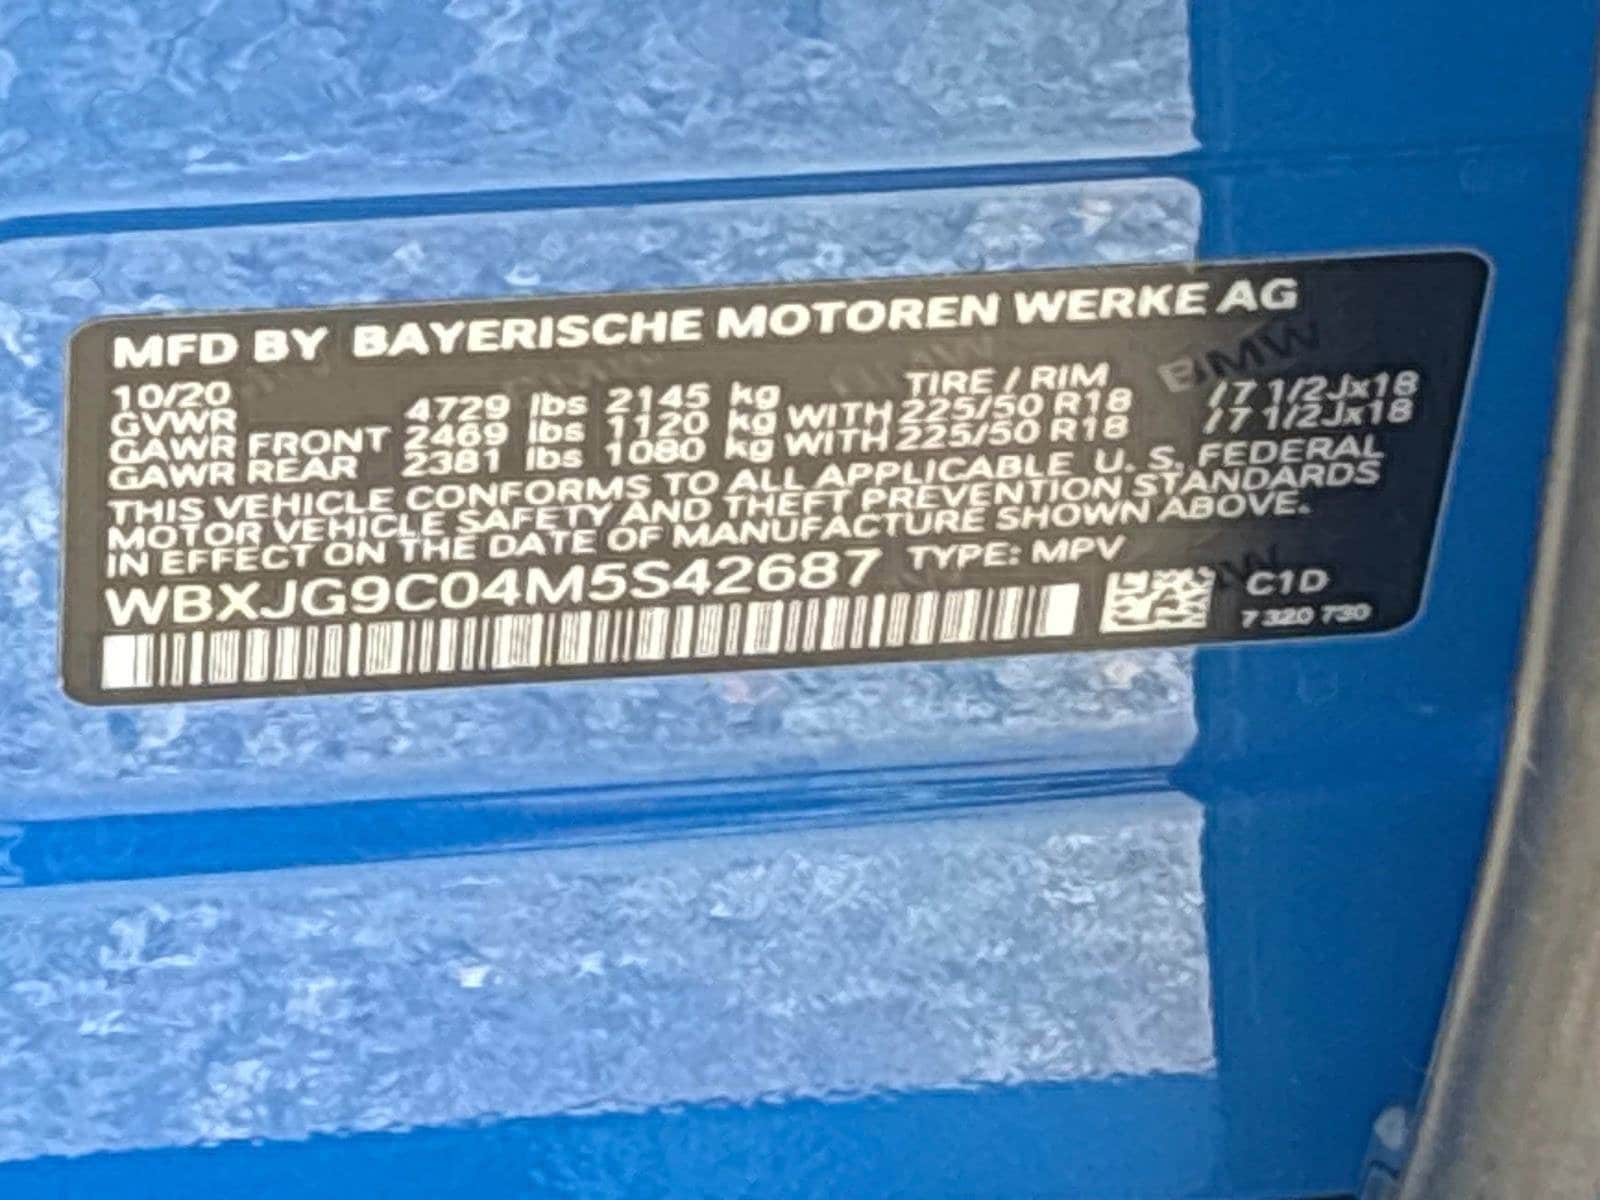 MFD BY BAYERISCHE MOTOREN WERKE AG
10/20 TIRE / RIM
GVWR 4729 lbs 2145 kg
GAWR FRONT 2469 lbs 1120 kg WITH 225/50 R18 /7 1/2Jx18
GAWR REAR 2381 lbs 1080 kg WITH 225/50 R18 /7 1/2Jx18
THIS VEHICLE CONFORMS TO ALL APPLICABLE U. S. FEDERAL
MOTOR VEHICLE SAFETY AND THEFT PREVENTION STANDARDS
IN EFFECT ON THE DATE OF MANUFACTURE SHOWN ABOVE.
WBXJG9C04M5S42687 TYPE: MPV
C1D
7 320 730
BMW